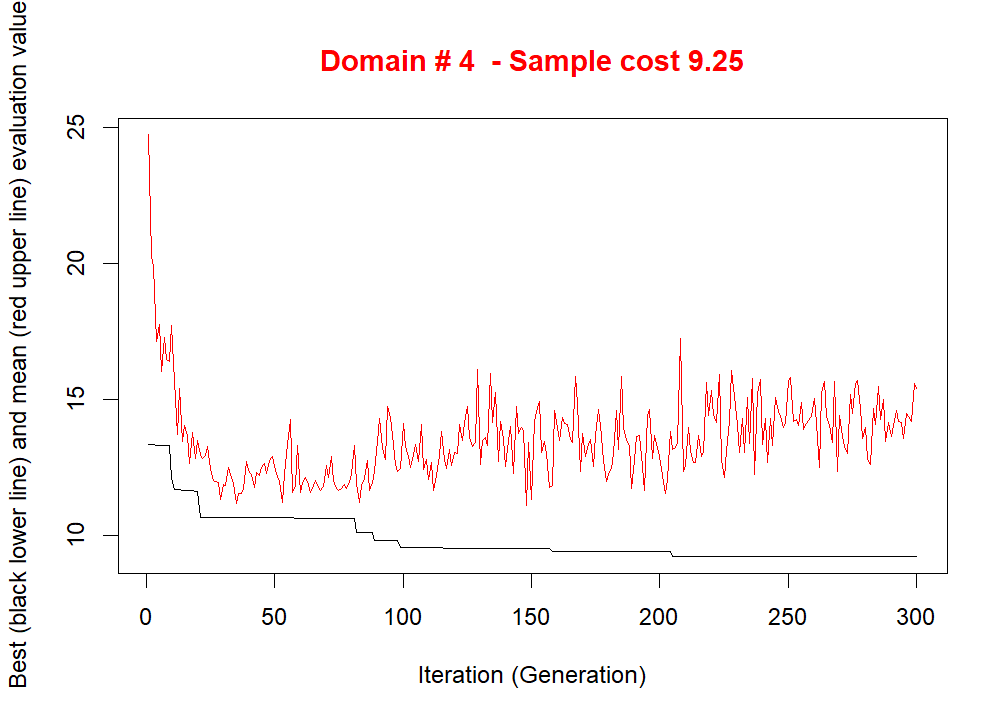 Domain # 4  - Sample cost 9.25
Best (black lower line) and mean (red upper line) evaluation value
25
20
15
10
0 50 100 150 200 250 300
Iteration (Generation)